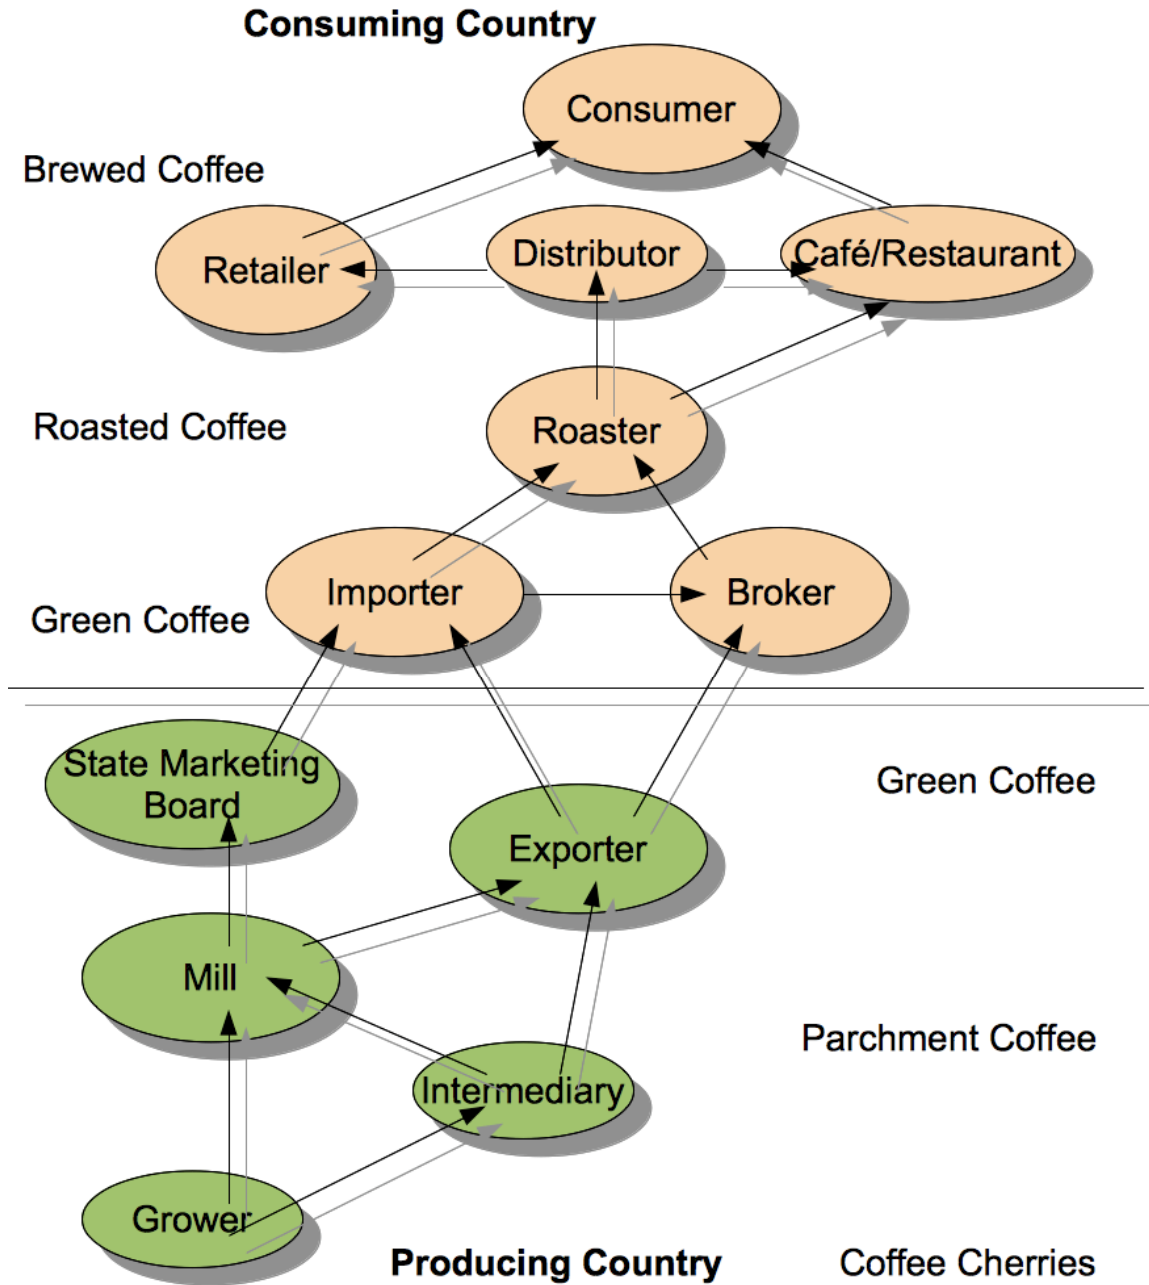 Consuming Country
Consumer
Brewed Coffee
Retailer
Distributor
Café/Restaurant
Roasted Coffee
Roaster
Importer
Broker
Green Coffee
State Marketing
Board
Green Coffee
Exporter
Mill
Parchment Coffee
Intermediary
Grower
Producing Country
Coffee Cherries